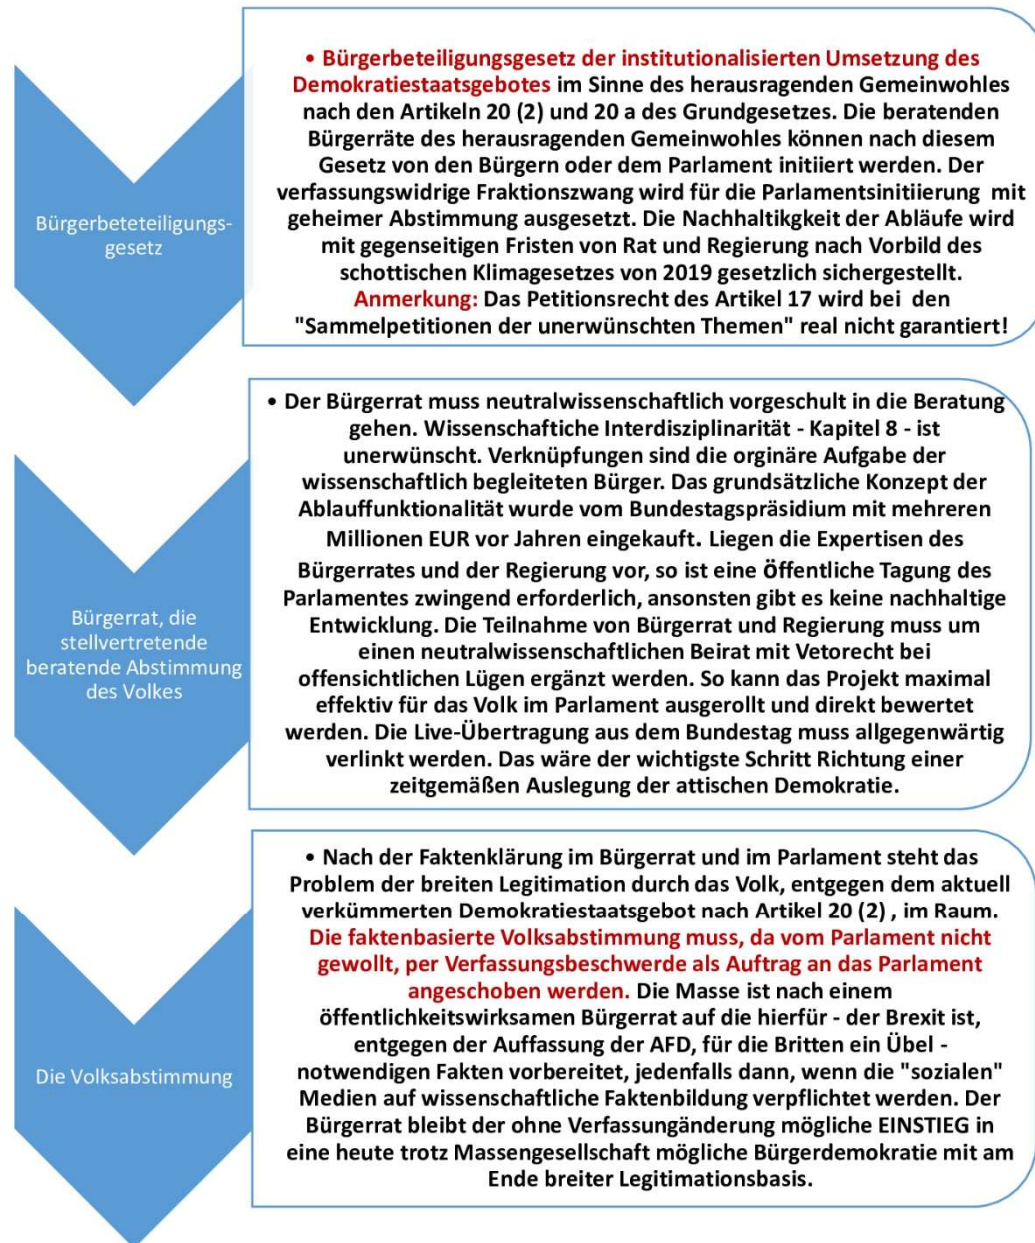 Bürgerbeteteiligungs-
gesetz
• Bürgerbeteiligungsgesetz der institutionalisierten Umsetzung des
Demokratiestaatsgebotes im Sinne des herausragenden Gemeinwohles
nach den Artikeln 20 (2) und 20 a des Grundgesetzes. Die beratenden
Bürgerräte des herausragenden Gemeinwohles können nach diesem
Gesetz von den Bürgern oder dem Parlament initiiert werden. Der
verfassungswidrige Fraktionszwang wird für die Parlamentsinitiierung mit
geheimer Abstimmung ausgesetzt. Die Nachhaltikgkeit der Abläufe wird
mit gegenseitigen Fristen von Rat und Regierung nach Vorbild des
schottischen Klimagesetzes von 2019 gesetzlich sichergestellt.
Anmerkung: Das Petitionsrecht des Artikel 17 wird bei den
"Sammelpetitionen der unerwünschten Themen" real nicht garantiert!
Bürgerrat, die
stellvertretende
beratende Abstimmung
des Volkes
• Der Bürgerrat muss neutralwissenschaftlich vorgeschult in die Beratung
gehen. Wissenschaftiche Interdisziplinarität - Kapitel 8 - ist
unerwünscht. Verknüpfungen sind die orginäre Aufgabe der
wissenschaftlich begleiteten Bürger. Das grundsätzliche Konzept der
Ablauffunktionalität wurde vom Bundestagspräsidium mit mehreren
Millionen EUR vor Jahren eingekauft. Liegen die Expertisen des
Bürgerrates und der Regierung vor, so ist eine öffentliche Tagung des
Parlamentes zwingend erforderlich, ansonsten gibt es keine nachhaltige
Entwicklung. Die Teilnahme von Bürgerrat und Regierung muss um
einen neutralwissenschaftlichen Beirat mit Vetorecht bei
offensichtlichen Lügen ergänzt werden. So kann das Projekt maximal
effektiv für das Volk im Parlament ausgerollt und direkt bewertet
werden. Die Live-Übertragung aus dem Bundestag muss allgegenwärtig
verlinkt werden. Das wäre der wichtigste Schritt Richtung einer
zeitgemäßen Auslegung der attischen Demokratie.
Die Volksabstimmung
• Nach der Faktenklärung im Bürgerrat und im Parlament steht das
Problem der breiten Legitimation durch das Volk, entgegen dem aktuell
verkümmerten Demokratiestaatsgebot nach Artikel 20 (2) , im Raum.
Die faktenbasierte Volksabstimmung muss, da vom Parlament nicht
gewollt, per Verfassungsbeschwerde als Auftrag an das Parlament
angeschoben werden. Die Masse ist nach einem
öffentlichkeitswirksamen Bürgerrat auf die hierfür - der Brexit ist,
entgegen der Auffassung der AFD, für die Britten ein Übel -
notwendigen Fakten vorbereitet, jedenfalls dann, wenn die "sozialen"
Medien auf wissenschaftliche Faktenbildung verpflichtet werden. Der
Bürgerrat bleibt der ohne Verfassungänderung mögliche EINSTIEG in
eine heute trotz Massengesellschaft mögliche Bürgerdemokratie mit am
Ende breiter Legitimationsbasis.